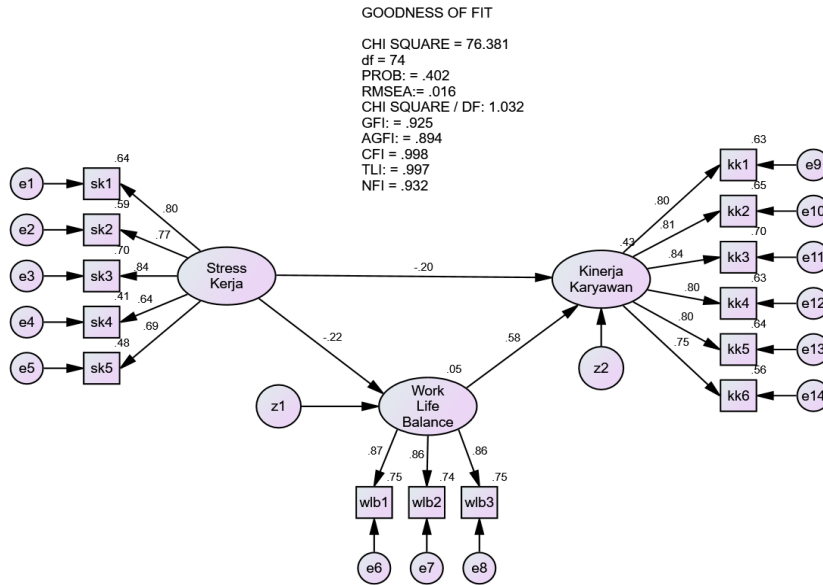 GOODNESS OF FIT
CHI SQUARE = 76.381
df = 74
PROB: = .402
RMSEA:= .016
CHI SQUARE / DF: 1.032
GFI: = .925
AGFI: = .894
CFI: = .998
TLI: = .997
NFI: = .932
.64
e1
sk1
.80
.59
e2
sk2
.77
.70
e3
sk3
.84
.41
e4
sk4
.64
.48
e5
sk5
.69
Stress
Kerja
-.20
-.22
.43
Kinerja
Karyawan
.58
z2
z1
.05
Work
Life
Balance
.87
.86
.86
.75
.74
.75
wlb1
wlb2
wlb3
e6
e7
e8
.63
.80
kk1
e9
.65
.81
kk2
e10
.70
.84
kk3
e11
.63
.80
kk4
e12
.64
.80
kk5
e13
.56
.75
kk6
e14